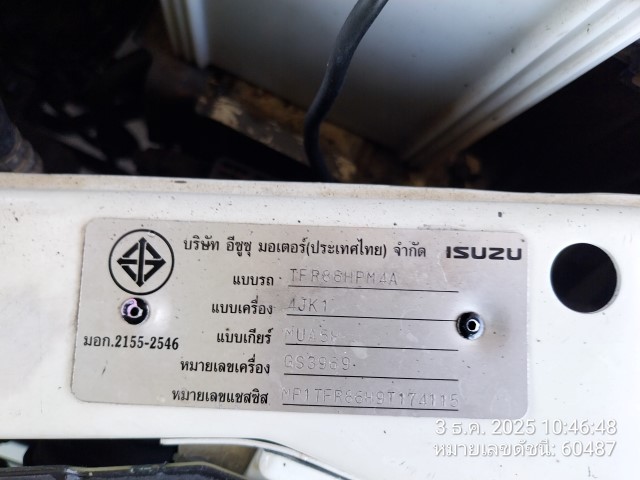 บริษัท อีซูซุ มอเตอร์(ประเทศไทย) จำกัด ISUZU
แบบรถ TFR86HPM4A
แบบเครื่อง 4JK1
แบบเกียร์
มอก.2155-2546
หมายเลขเครื่อง
หมายเลขแชสซิส
3 ธ.ค. 2025 10:46:48
หมายเลขดัชนี: 60487